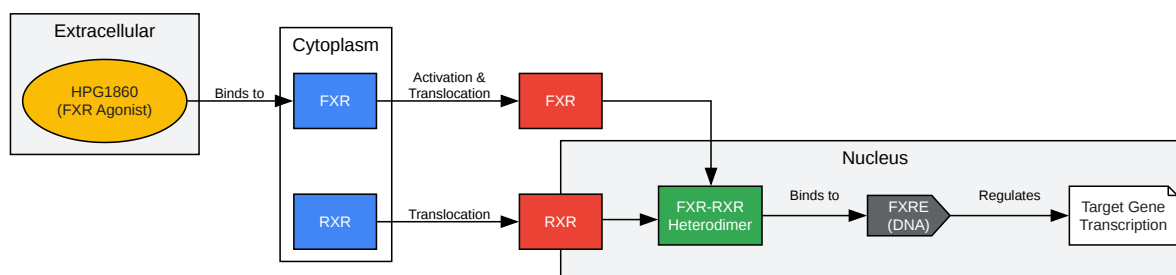 Extracellular
HPG1860
(FXR Agonist)
Binds to
Cytoplasm
FXR
Activation &
Translocation
FXR
RXR
Translocation
RXR
Nucleus
FXR-RXR
Heterodimer
Binds to
FXRE
(DNA)
Regulates
Target Gene
Transcription